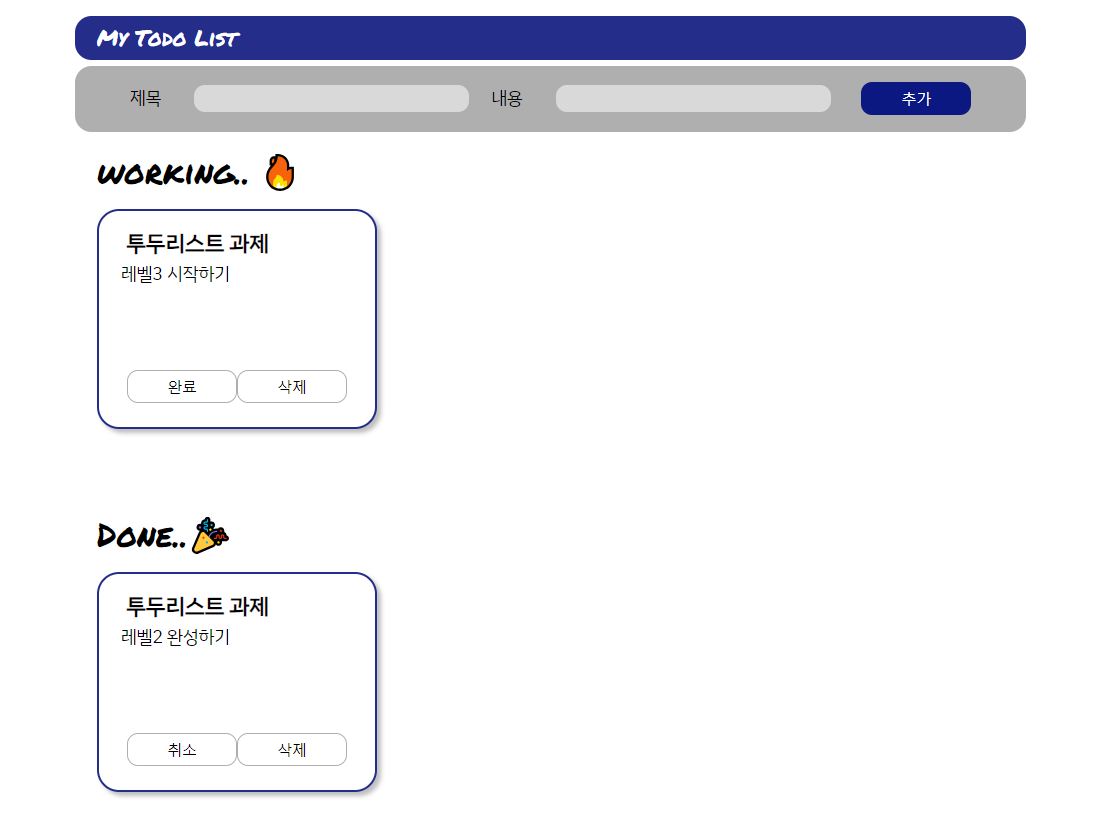 My Todo List
제목 내용 추가
working.. 🔥
투두리스트 과제
레벨3 시작하기
완료 삭제
Done.. 🎉
투두리스트 과제
레벨2 완성하기
취소 삭제